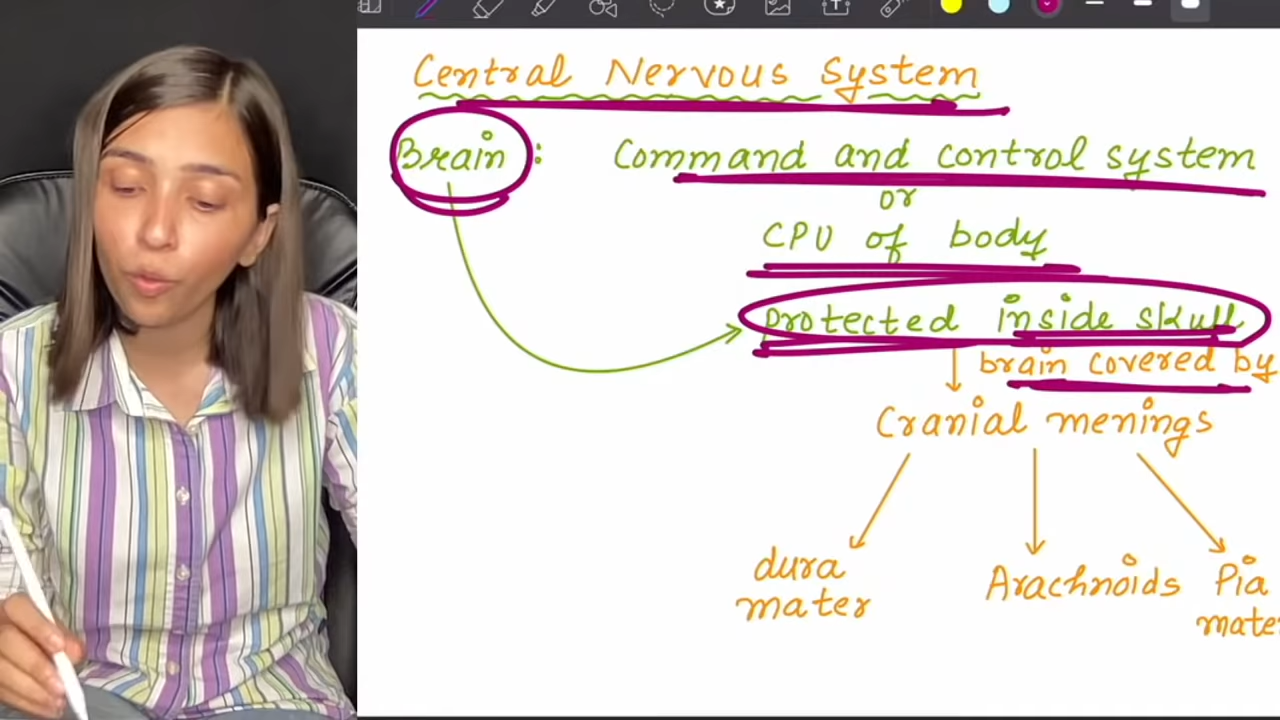 Central Nervous System
Brain : Command and control system
or
CPU of body
protected inside skull
brain covered by
Cranial menings
dura mater
Arachnoids
Pia mate